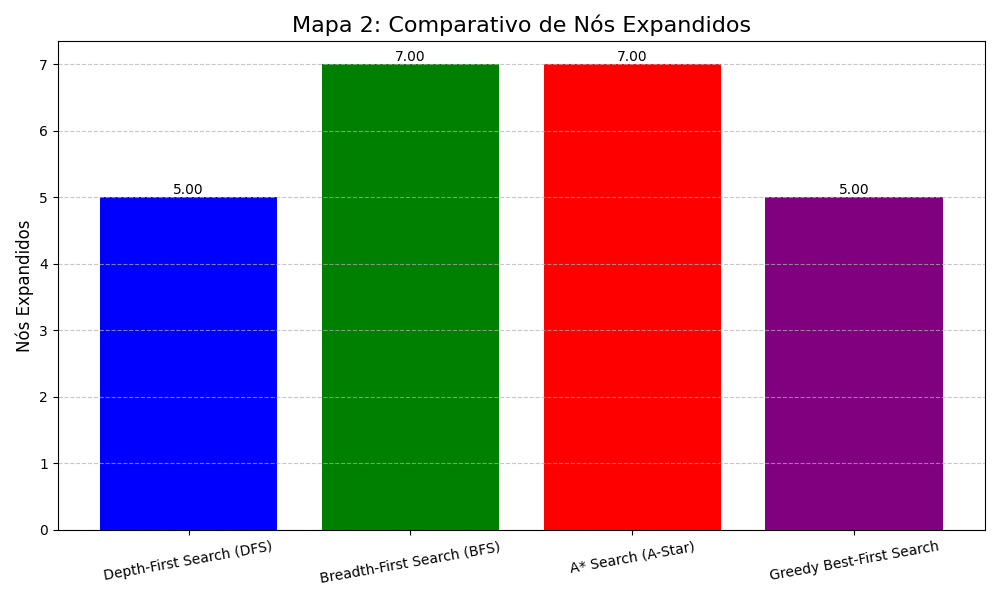 Mapa 2: Comparativo de Nós Expandidos
Nós Expandidos
7
6
5
4
3
2
1
0
5.00
7.00
7.00
5.00
Depth-First Search (DFS)
Breadth-First Search (BFS)
A* Search (A-Star)
Greedy Best-First Search